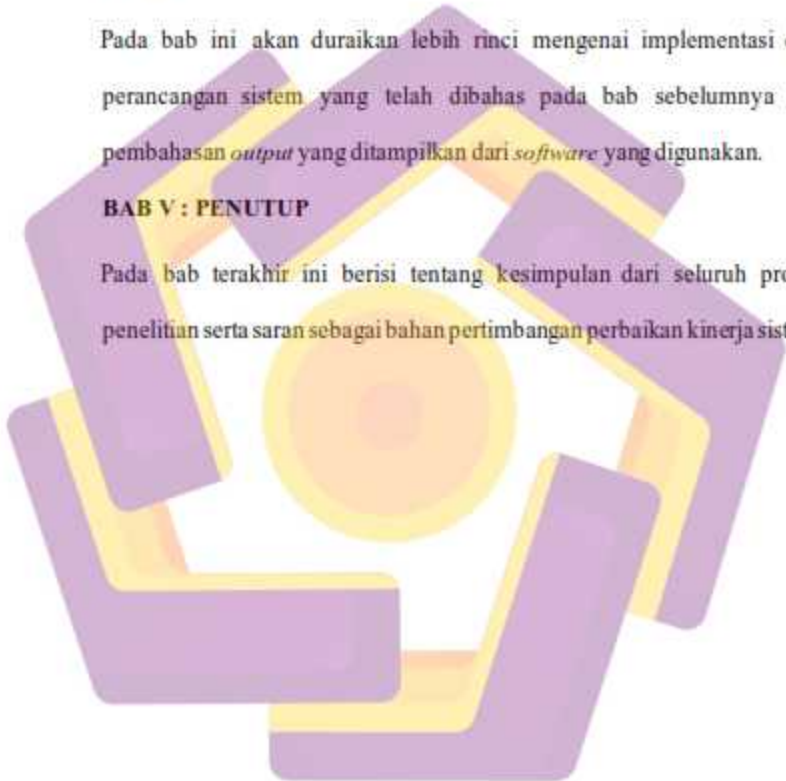 Pada bab ini akan duraikan lebih rinci mengenai implementasi
perancangan sistem yang telah dibahas pada bab sebelumnya
pembahasan output yang ditampilkan dari software yang digunakan.
BAB V : PENUTUP
Pada bab terakhir ini berisi tentang kesimpulan dari seluruh pro
penelitian serta saran sebagai bahan pertimbangan perbaikan kinerja sist